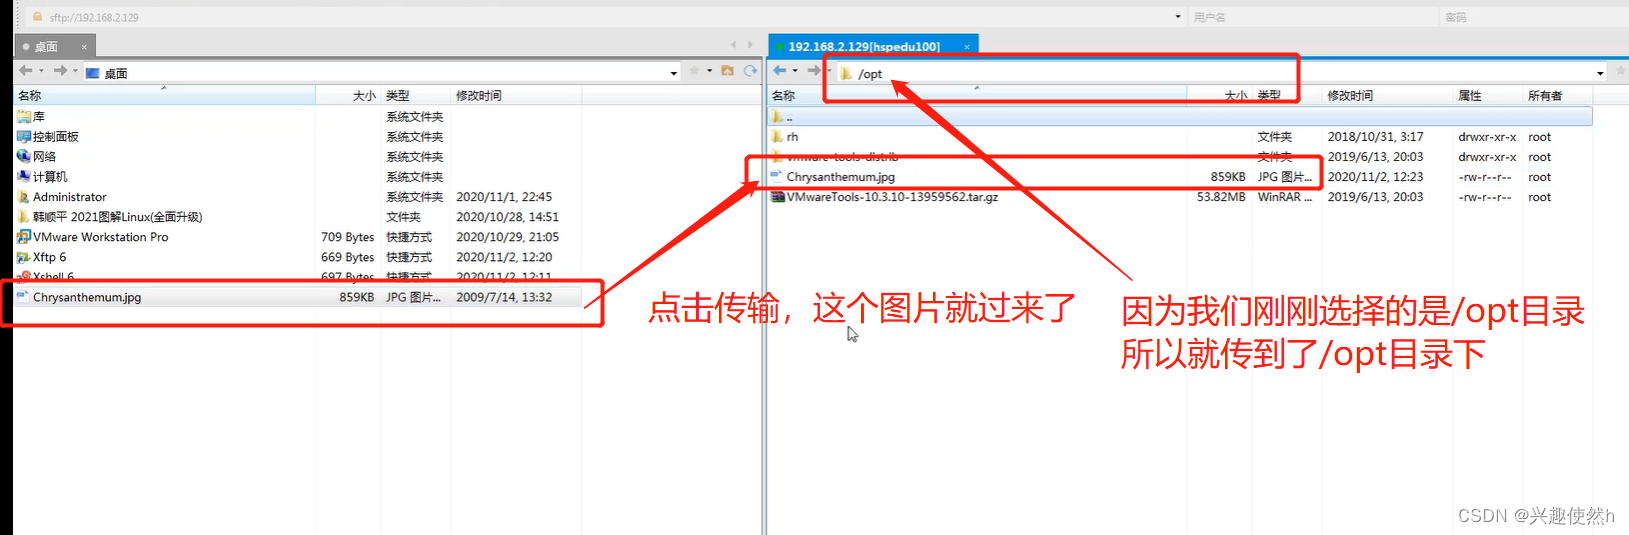 sftp://192.168.2.129 用户名 密码
桌面 × 192.168.2.129[hspedu100] ×
桌面 /opt
名称 大小 类型 修改时间 名称 大小 类型 修改时间 属性 所有者
库 系统文件夹 ..
控制面板 系统文件夹 rh 文件夹 2018/10/31, 3:17 drwxr-xr-x root
网络 系统文件夹 vmware-tools-distrib 文件夹 2019/6/13, 20:03 drwxr-xr-x root
计算机 系统文件夹 Chrysanthemum.jpg 859KB JPG 图片... 2020/11/2, 12:23 -rw-r--r-- root
Administrator 系统文件夹 2020/11/1, 22:45 VMwareTools-10.3.10-13959562.tar.gz 53.82MB WinRAR ... 2019/6/13, 20:03 -rw-r--r-- root
韩顺平 2021图解Linux(全面升级) 文件夹 2020/10/28, 14:51
VMware Workstation Pro 709 Bytes 快捷方式 2020/10/29, 21:05
Xftp 6 669 Bytes 快捷方式 2020/11/2, 12:20
Xshell 6 697 Bytes 快捷方式 2020/11/2, 12:11
Chrysanthemum.jpg 859KB JPG 图片... 2009/7/14, 13:32
点击传输，这个图片就过来了
因为我们刚刚选择的是/opt目录
所以就传到了/opt目录下
CSDN @兴趣使然h